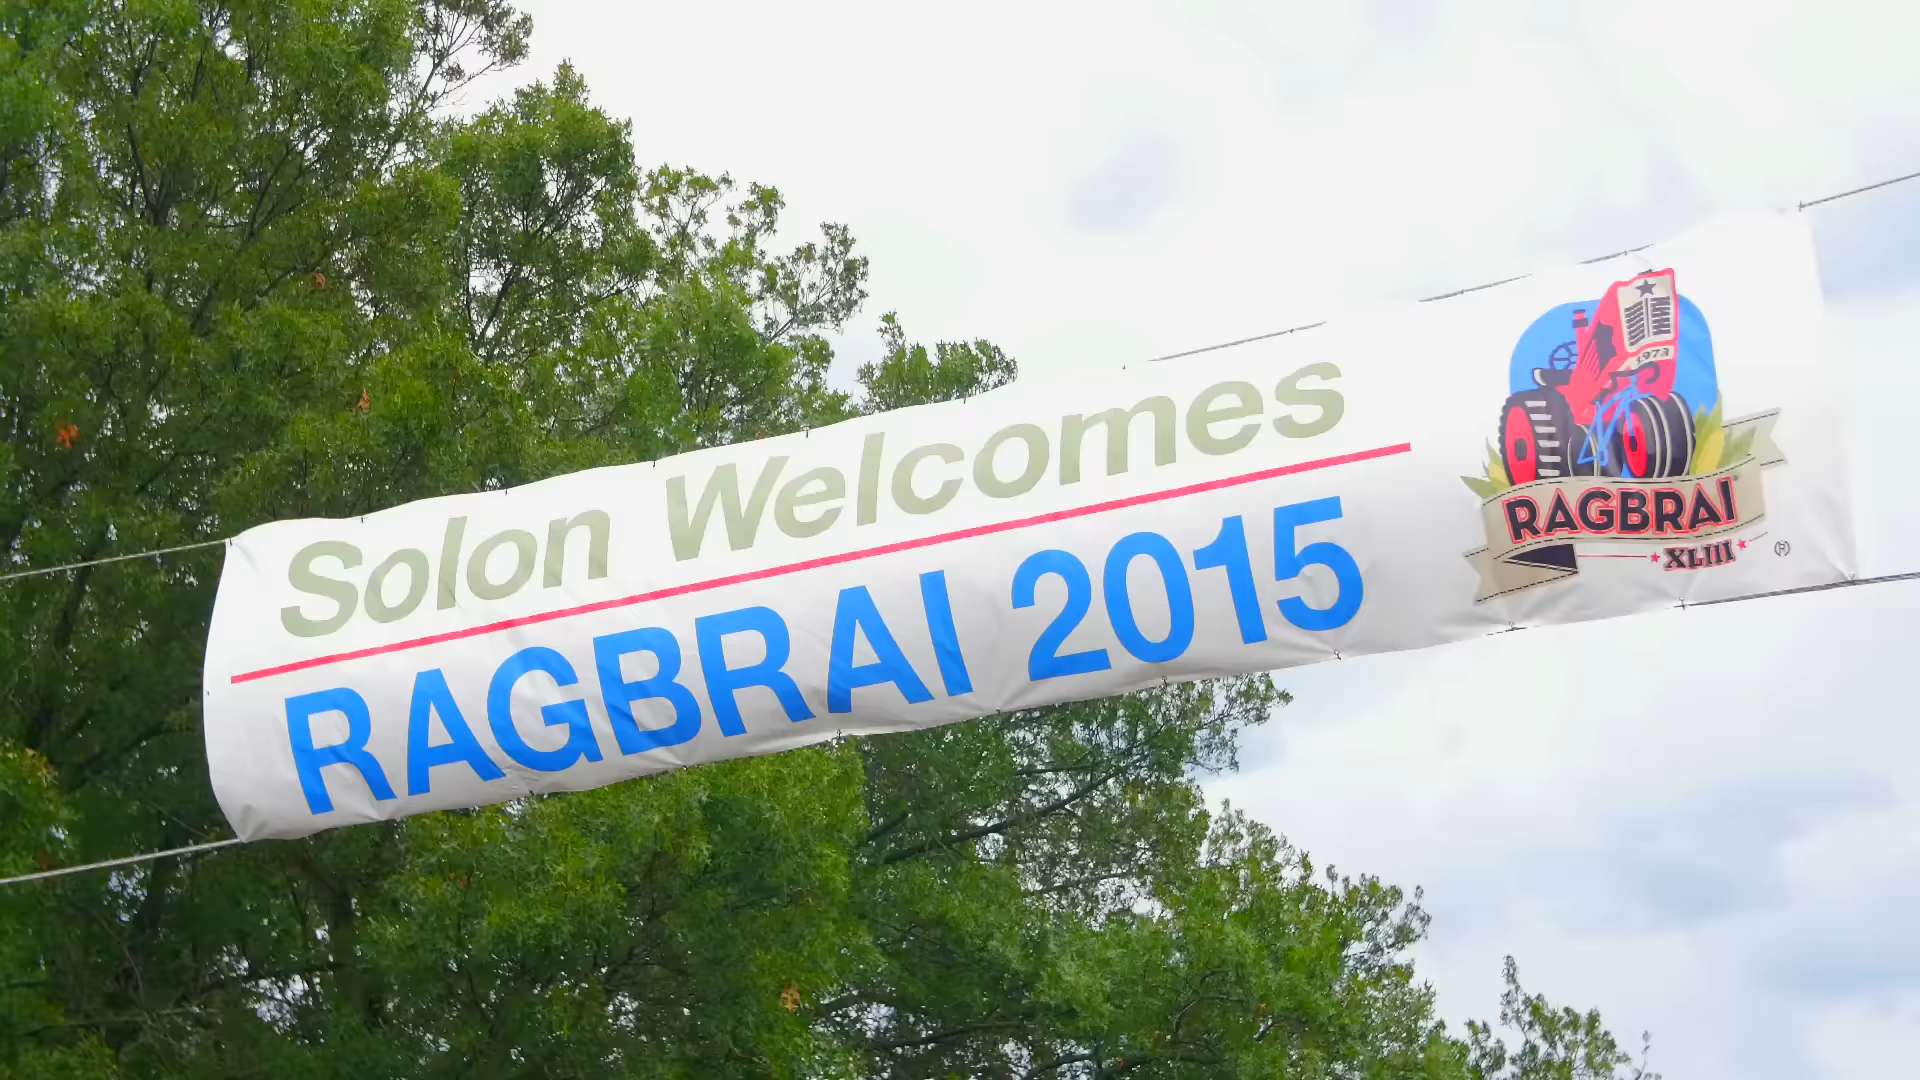 Solon Welcomes
RAGBRAI 2015
1973
RAGBRAI
XLIII
®